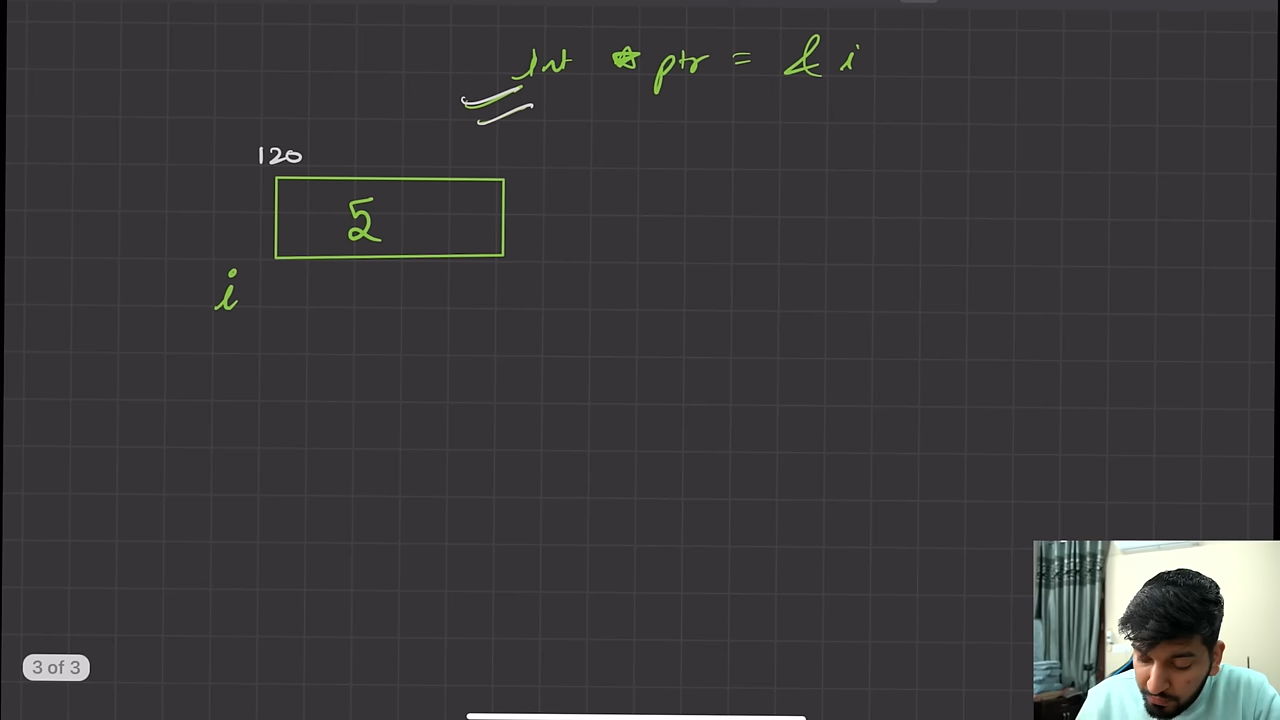 int * ptr = & i
120
5
i
3 of 3